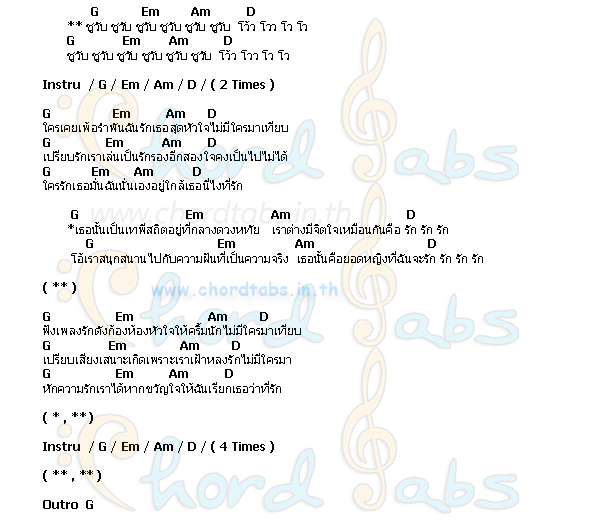 G Em Am D
** ชูวับ ชูวับ ชูวับ ชูวับ ชูวับ ชูวับ โว้ว โวว โว โว
G Em Am D
ชูวับ ชูวับ ชูวับ ชูวับ ชูวับ ชูวับ โว้ว โวว โว โว
Instru / G / Em / Am / D / ( 2 Times )
G Em Am D
ใครเคยเพ้อรำพันฉันรักเธอสุดหัวใจไม่มีใครมาเทียบ
G Em Am D
เปรียบรักเราเล่นเป็นรักรองอีกสองใจคงเป็นไปไม่ได้
G Em Am D
ใครรักเธอมั่นฉันนั่นเองอยู่ใกล้เธอนี่ไงที่รัก
www.chordtabs.in.th
G Em Am D
*เธอนั้นเป็นเทพีสถิตอยู่ที่กลางดวงหทัย เราต่างมีจิตใจเหมือนกันคือ รัก รัก รัก
G Em Am D
โอ้เราสนุกสนานไปกับความฝันที่เป็นความจริง เธอนั้นคือยอดหญิงที่ฉันจะรัก รัก รัก รัก
( ** )
www.chordtabs.in.th
G Em Am D
ฟังเพลงรักดังก้องห้องหัวใจให้ครื้มนักไม่มีใครมาเทียบ
G Em Am D
เปรียบเสียงเสนาะเกิดเพราะเราเฝ้าหลงรักไม่มีใครมา
G Em Am D
หักความรักเราได้หากขวัญใจให้ฉันเรียกเธอว่าที่รัก
( * , ** )
Instru / G / Em / Am / D / ( 4 Times )
( ** , ** )
Outro G
Chord Tabs
Chord Tabs